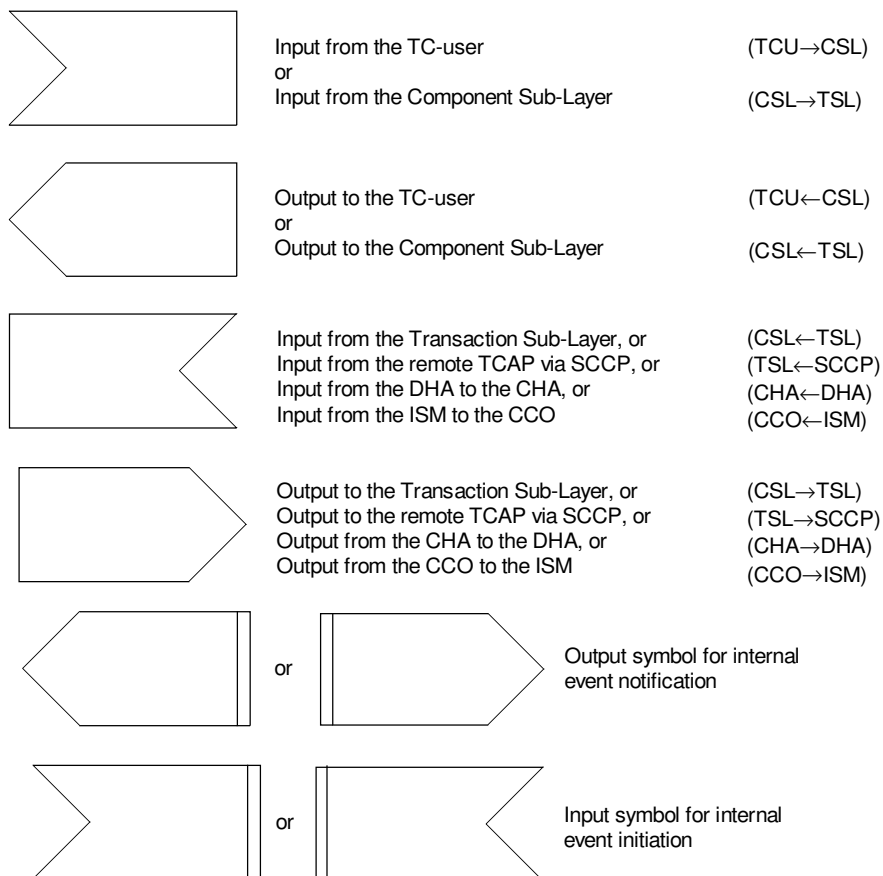 Input from the TC-user (TCU→CSL)
or
Input from the Component Sub-Layer (CSL→TSL)
Output to the TC-user (TCU←CSL)
or
Output to the Component Sub-Layer (CSL←TSL)
Input from the Transaction Sub-Layer, or (CSL←TSL)
Input from the remote TCAP via SCCP, or (TSL←SCCP)
Input from the DHA to the CHA, or (CHA←DHA)
Input from the ISM to the CCO (CCO←ISM)
Output to the Transaction Sub-Layer, or (CSL→TSL)
Output to the remote TCAP via SCCP, or (TSL→SCCP)
Output from the CHA to the DHA, or (CHA→DHA)
Output from the CCO to the ISM (CCO→ISM)
or
Output symbol for internal
event notification
or
Input symbol for internal
event initiation